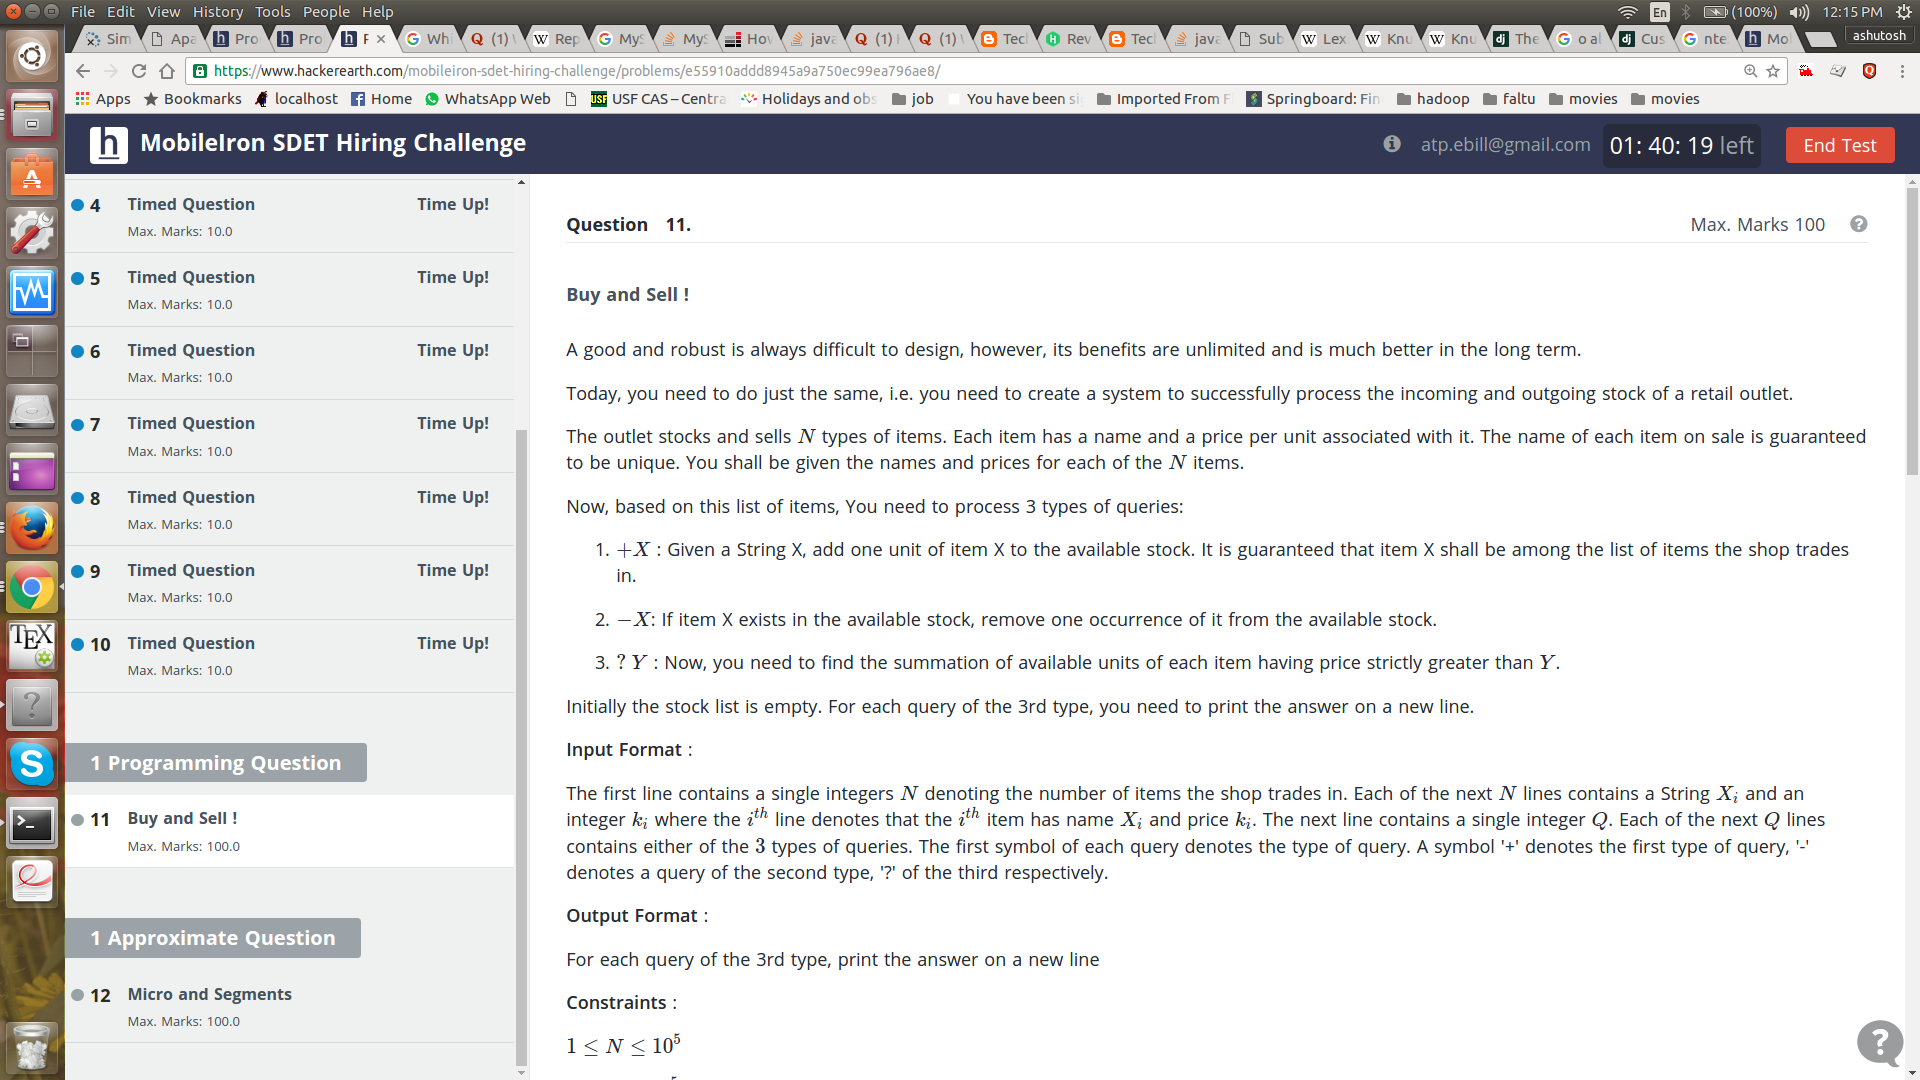 File Edit View History Tools People Help
En (100%) 12:15 PM
Sim Apa Pro Pro F Whi Q (1) Rep MyS MyS How java Q (1) Q (1) Tec Rev Tec java Sub Lex Knu Knu The o al Cus nte Mo ashutosh
https://www.hackerearth.com/mobileiron-sdet-hiring-challenge/problems/e55910addd8945a9a750ec99ea796ae8/
Apps Bookmarks localhost Home WhatsApp Web USF CAS – Centra Holidays and obs job You have been si Imported From F Springboard: Fin hadoop faltu movies movies
h MobileIron SDET Hiring Challenge atp.ebill@gmail.com 01: 40: 19 left End Test
4 Timed Question Time Up!
Max. Marks: 10.0
5 Timed Question Time Up!
Max. Marks: 10.0
6 Timed Question Time Up!
Max. Marks: 10.0
7 Timed Question Time Up!
Max. Marks: 10.0
8 Timed Question Time Up!
Max. Marks: 10.0
9 Timed Question Time Up!
Max. Marks: 10.0
10 Timed Question Time Up!
Max. Marks: 10.0
1 Programming Question
11 Buy and Sell !
Max. Marks: 100.0
1 Approximate Question
12 Micro and Segments
Max. Marks: 100.0
Question 11. Max. Marks 100
Buy and Sell !
A good and robust is always difficult to design, however, its benefits are unlimited and is much better in the long term.
Today, you need to do just the same, i.e. you need to create a system to successfully process the incoming and outgoing stock of a retail outlet.
The outlet stocks and sells N types of items. Each item has a name and a price per unit associated with it. The name of each item on sale is guaranteed
to be unique. You shall be given the names and prices for each of the N items.
Now, based on this list of items, You need to process 3 types of queries:
1. +X : Given a String X, add one unit of item X to the available stock. It is guaranteed that item X shall be among the list of items the shop trades
in.
2. −X: If item X exists in the available stock, remove one occurrence of it from the available stock.
3. ? Y : Now, you need to find the summation of available units of each item having price strictly greater than Y.
Initially the stock list is empty. For each query of the 3rd type, you need to print the answer on a new line.
Input Format :
The first line contains a single integers N denoting the number of items the shop trades in. Each of the next N lines contains a String Xᵢ and an
integer kᵢ where the iᵗʰ line denotes that the iᵗʰ item has name Xᵢ and price kᵢ. The next line contains a single integer Q. Each of the next Q lines
contains either of the 3 types of queries. The first symbol of each query denotes the type of query. A symbol '+' denotes the first type of query, '-'
denotes a query of the second type, '?' of the third respectively.
Output Format :
For each query of the 3rd type, print the answer on a new line
Constraints :
1 ≤ N ≤ 10⁵